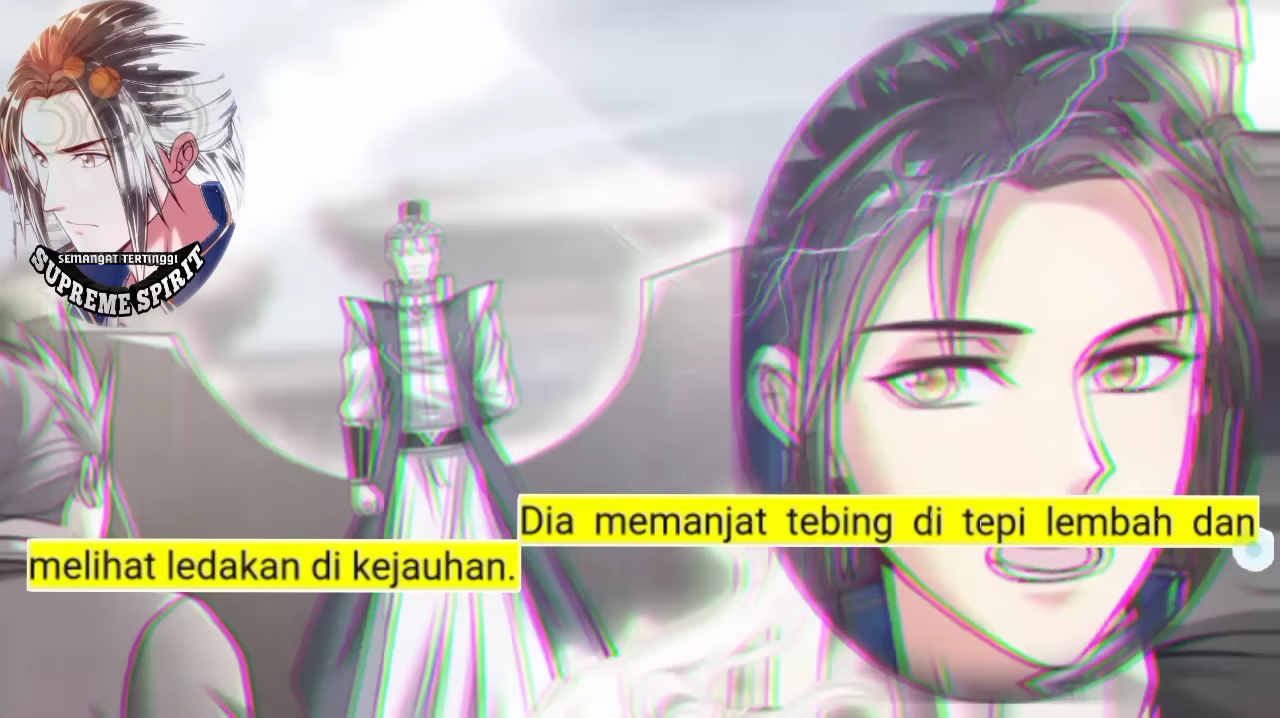 SEMANGAT TERTINGGI
SUPREME SPIRIT
Dia memanjat tebing di tepi lembah dan
melihat ledakan di kejauhan.